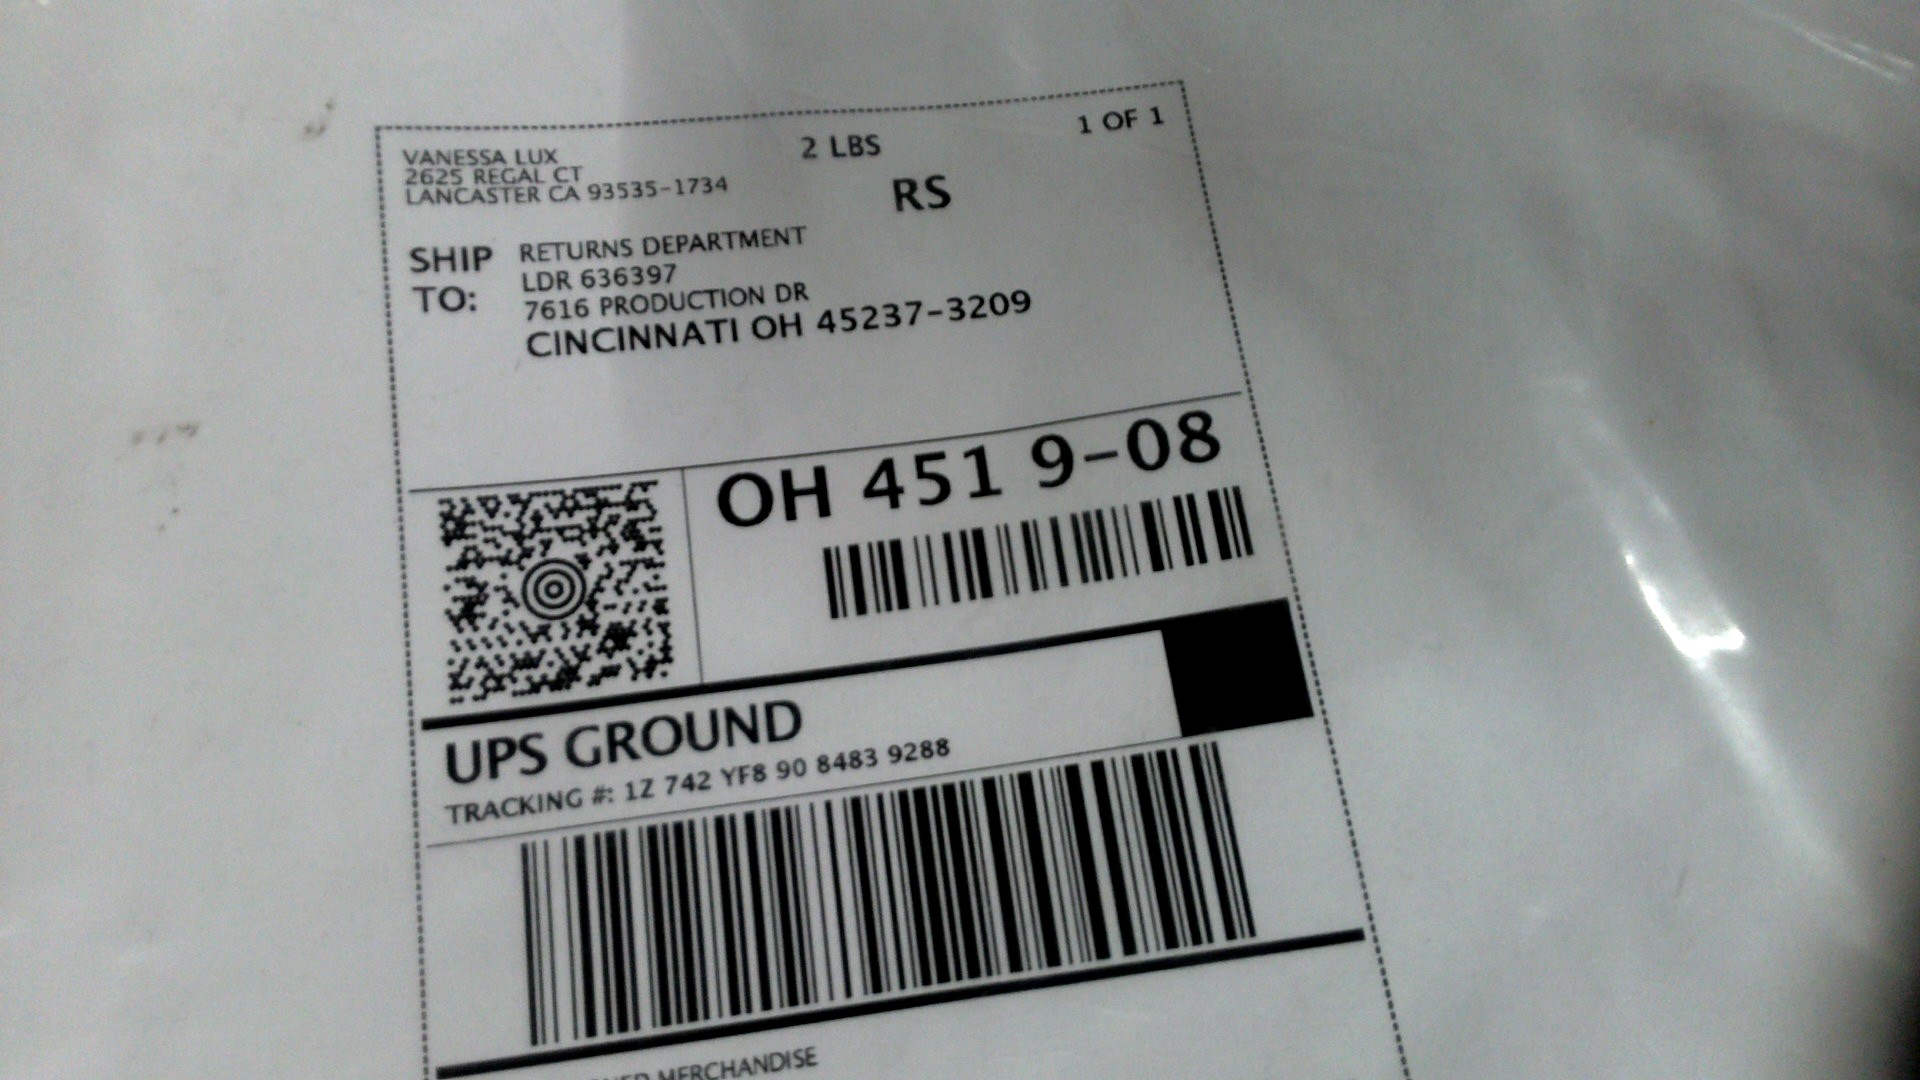 VANESSA LUX
2625 REGAL CT
LANCASTER CA 93535-1734
2 LBS
1 OF 1
RS
SHIP TO:
RETURNS DEPARTMENT
LDR 636397
7616 PRODUCTION DR
CINCINNATI OH 45237-3209
OH 451 9-08
UPS GROUND
TRACKING #: 1Z 742 YF8 90 8483 9288
MERCHANDISE